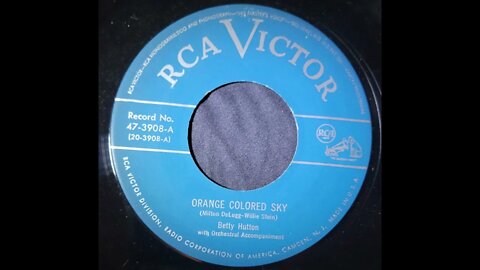 RCA VICTOR
Record No.
47-3908-A
(20-3908-A)
RCA
ORANGE COLORED SKY
(Milton DeLugg-Willie Stein)
Betty Hutton
with Orchestral Accompaniment
RCA VICTOR DIVISION, RADIO CORPORATION OF AMERICA, CAMDEN, N. J. MADE IN U.S.A.